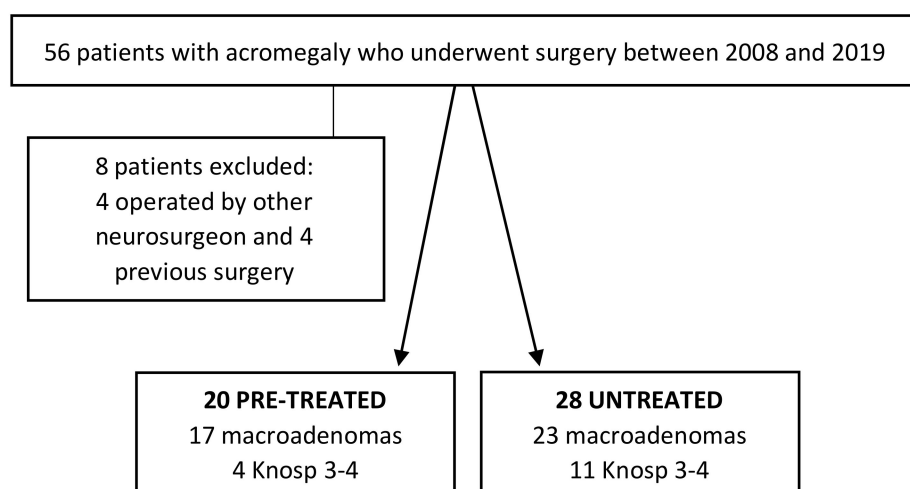 56 patients with acromegaly who underwent surgery between 2008 and 2019
8 patients excluded:
4 operated by other
neurosurgeon and 4
previous surgery
20 PRE-TREATED
17 macroadenomas
4 Knosp 3-4
28 UNTREATED
23 macroadenomas
11 Knosp 3-4